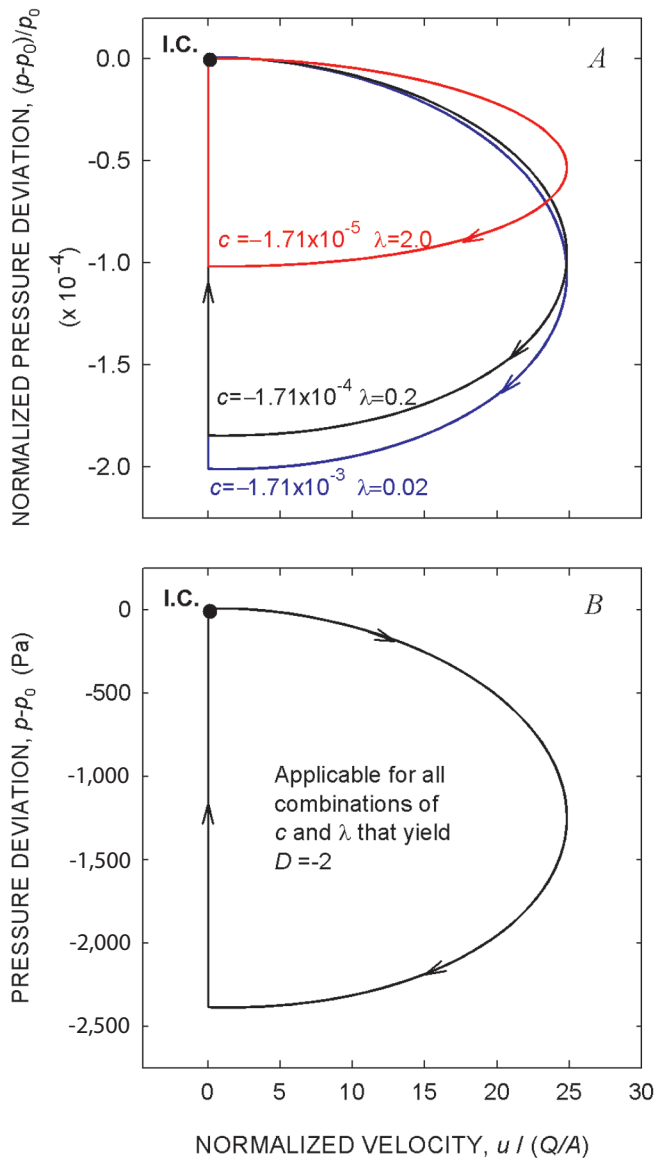 I.C.
A
NORMALIZED PRESSURE DEVIATION, (p-p₀)/p₀
(x 10⁻⁴)
0.0
-0.5
-1.0
-1.5
-2.0
c =−1.71x10⁻⁵ λ=2.0
c=−1.71x10⁻⁴ λ=0.2
c=−1.71x10⁻³ λ=0.02
I.C.
B
PRESSURE DEVIATION, p-p₀ (Pa)
0
-500
-1,000
-1,500
-2,000
-2,500
Applicable for all
combinations of
c and λ that yield
D =-2
0 5 10 15 20 25 30
NORMALIZED VELOCITY, u / (Q/A)